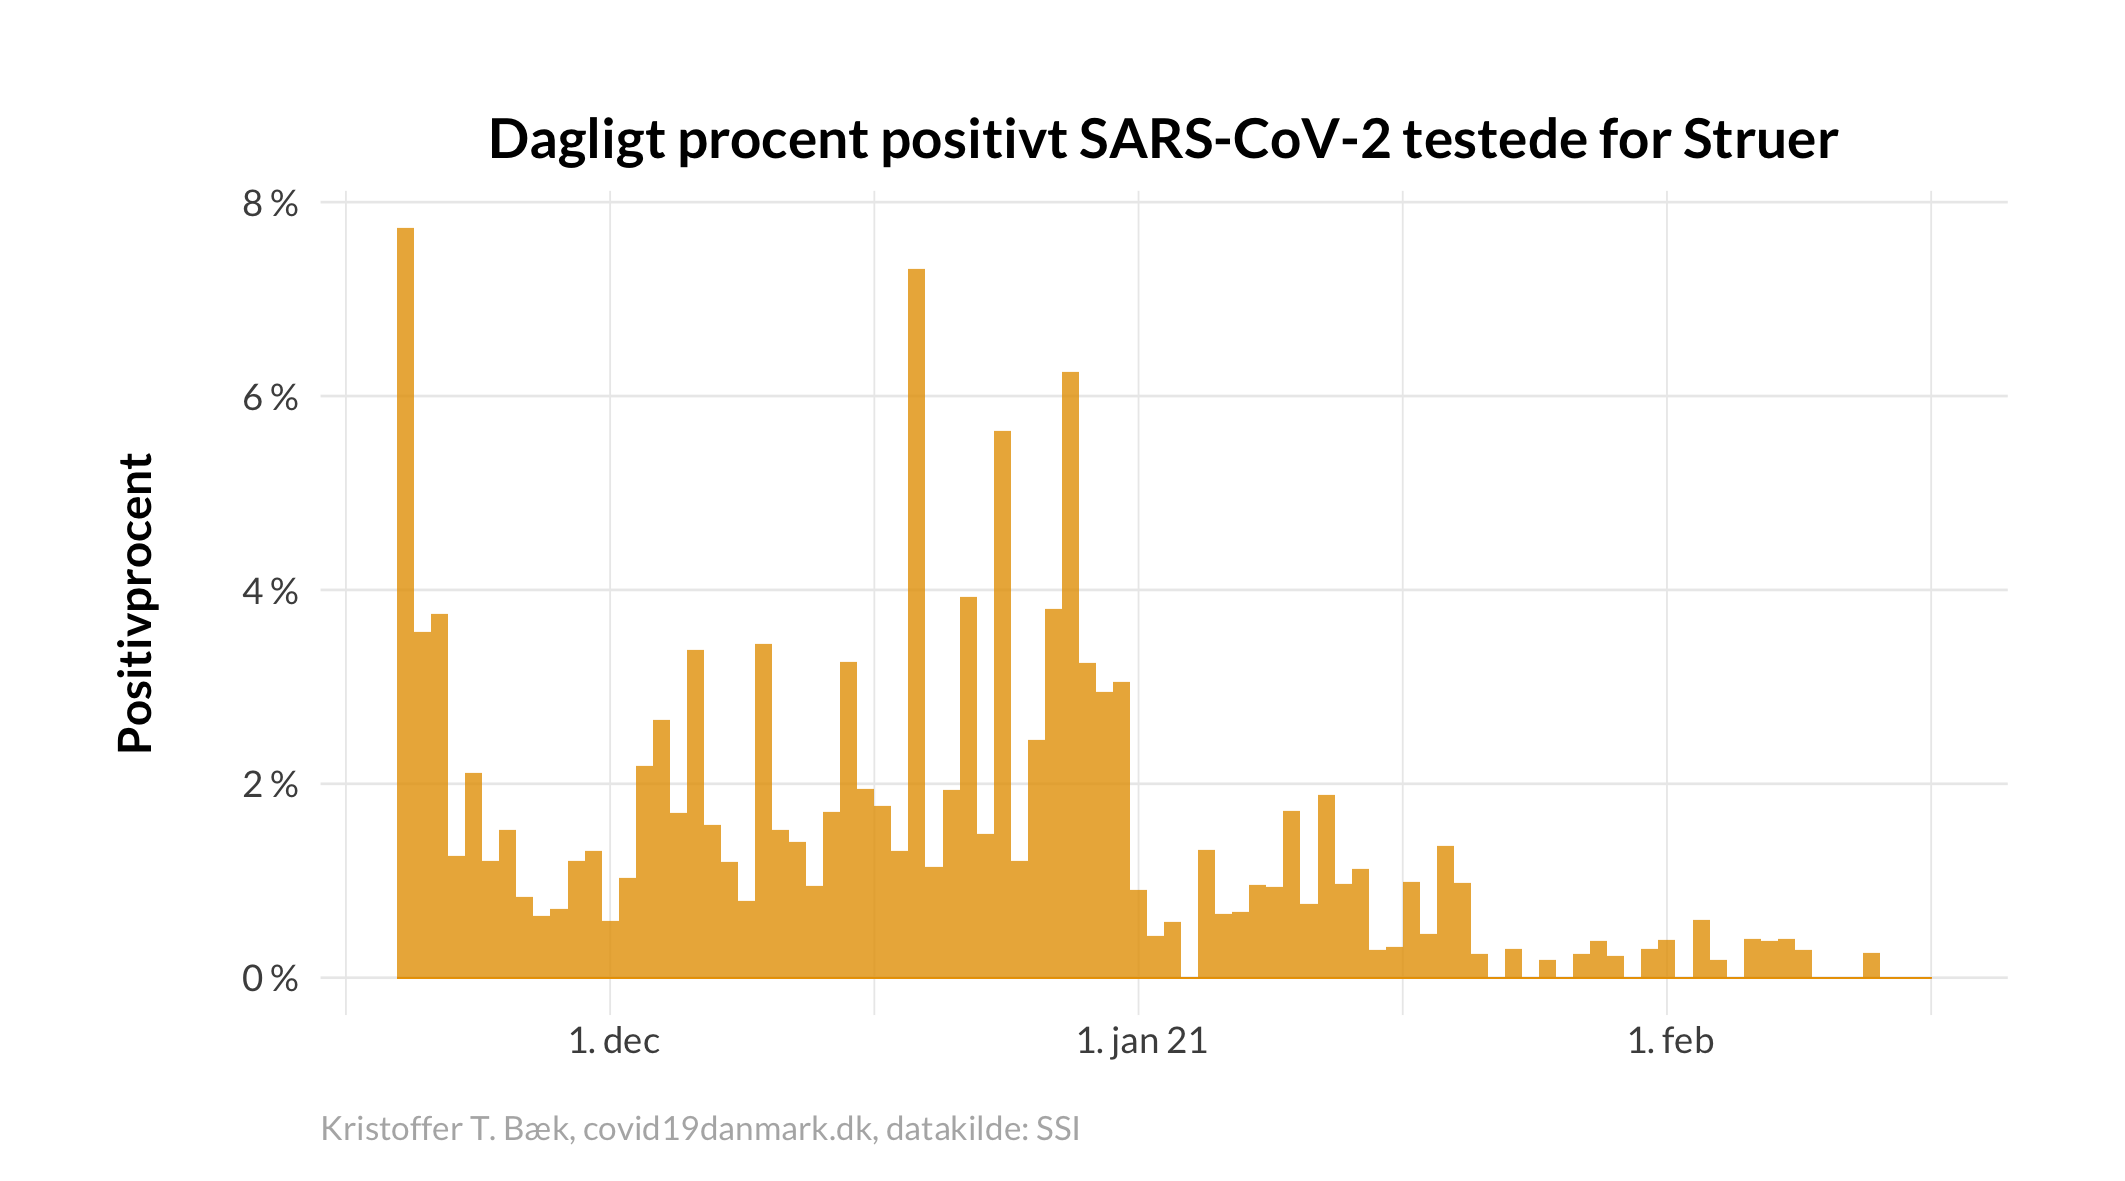 Dagligt procent positivt SARS-CoV-2 testede for Struer
Positivprocent
8 %
6 %
4 %
2 %
0 %
1. dec
1. jan 21
1. feb
Kristoffer T. Bæk, covid19danmark.dk, datakilde: SSI